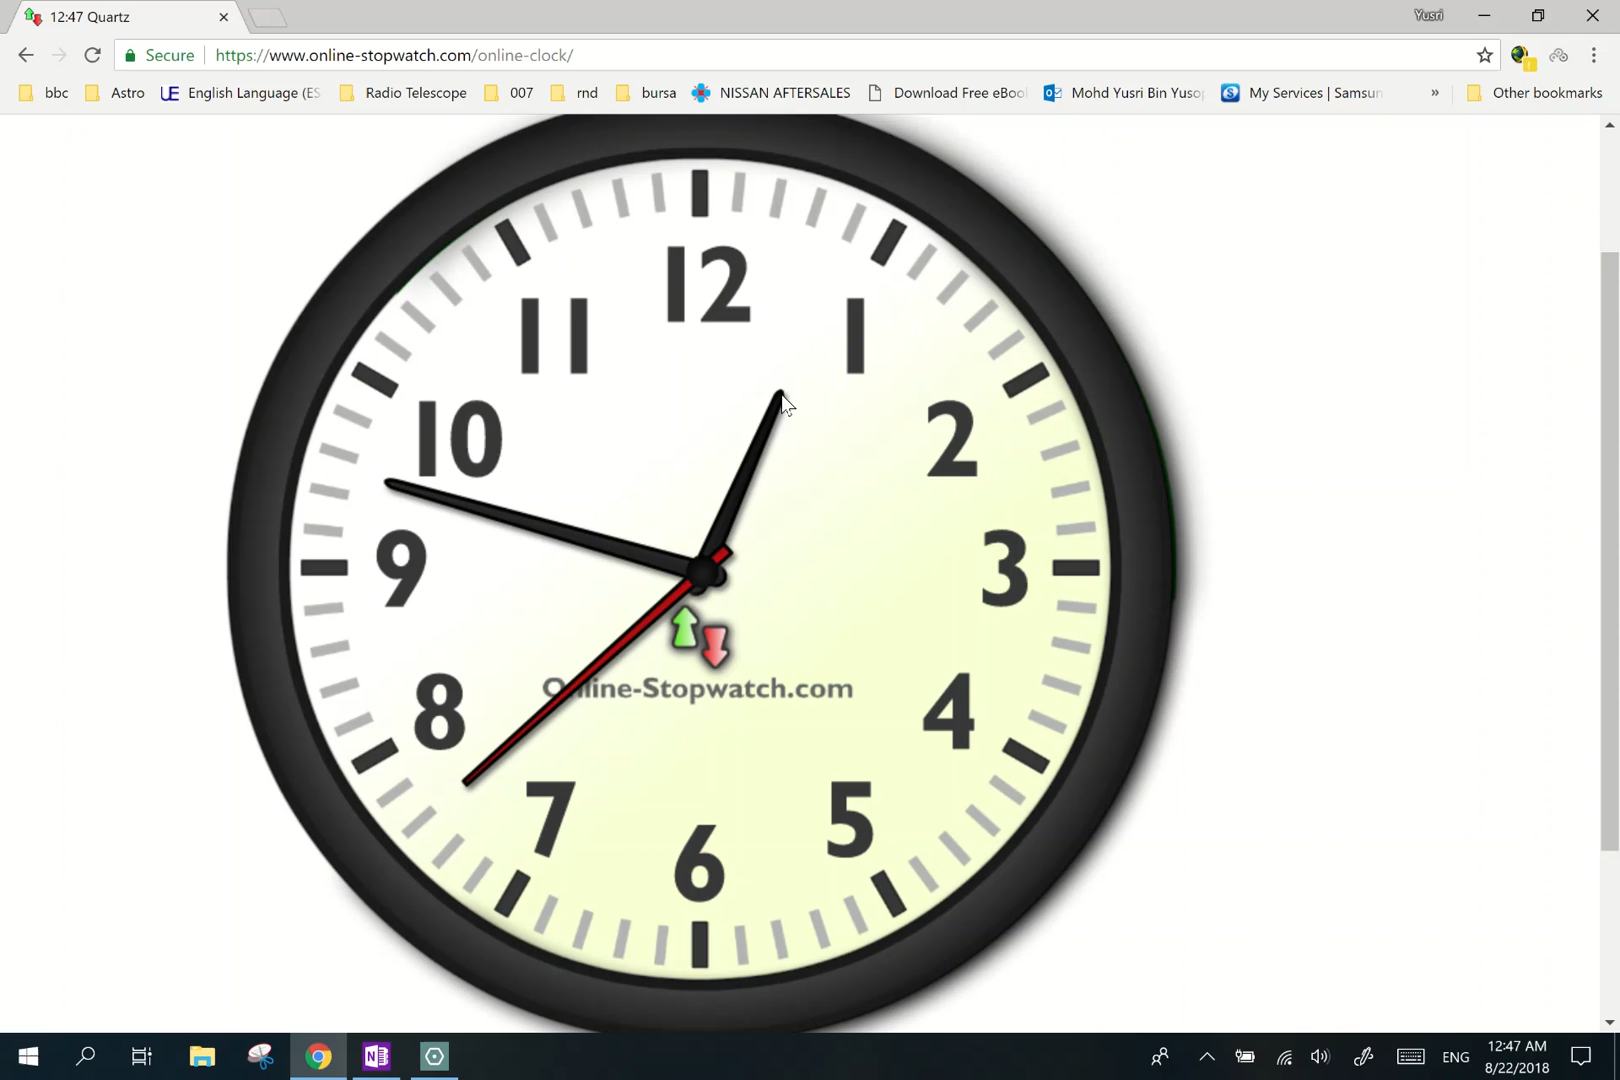 12:47 Quartz
Yusri
Secure
https://www.online-stopwatch.com/online-clock/
bbc
Astro
English Language (ES
Radio Telescope
007
rnd
bursa
NISSAN AFTERSALES
Download Free eBoo
Mohd Yusri Bin Yuso
My Services | Samsun
»
Other bookmarks
12
11
1
10
2
9
3
Online-Stopwatch.com
8
4
7
5
6
ENG
12:47 AM
8/22/2018